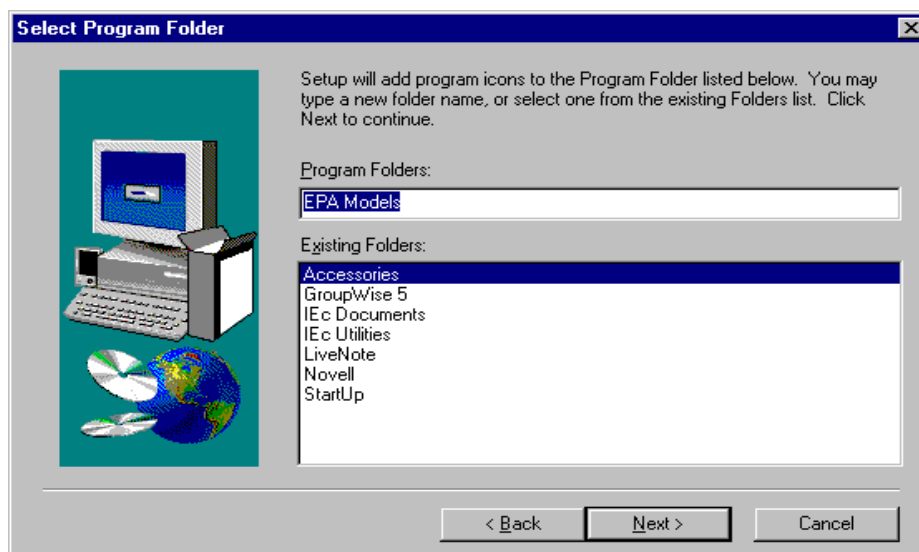 Select Program Folder
Setup will add program icons to the Program Folder listed below. You may
type a new folder name, or select one from the existing Folders list. Click
Next to continue.
Program Folders:
EPA Models
Existing Folders:
Accessories
GroupWise 5
IEc Documents
IEc Utilities
LiveNote
Novell
StartUp
< Back
Next >
Cancel